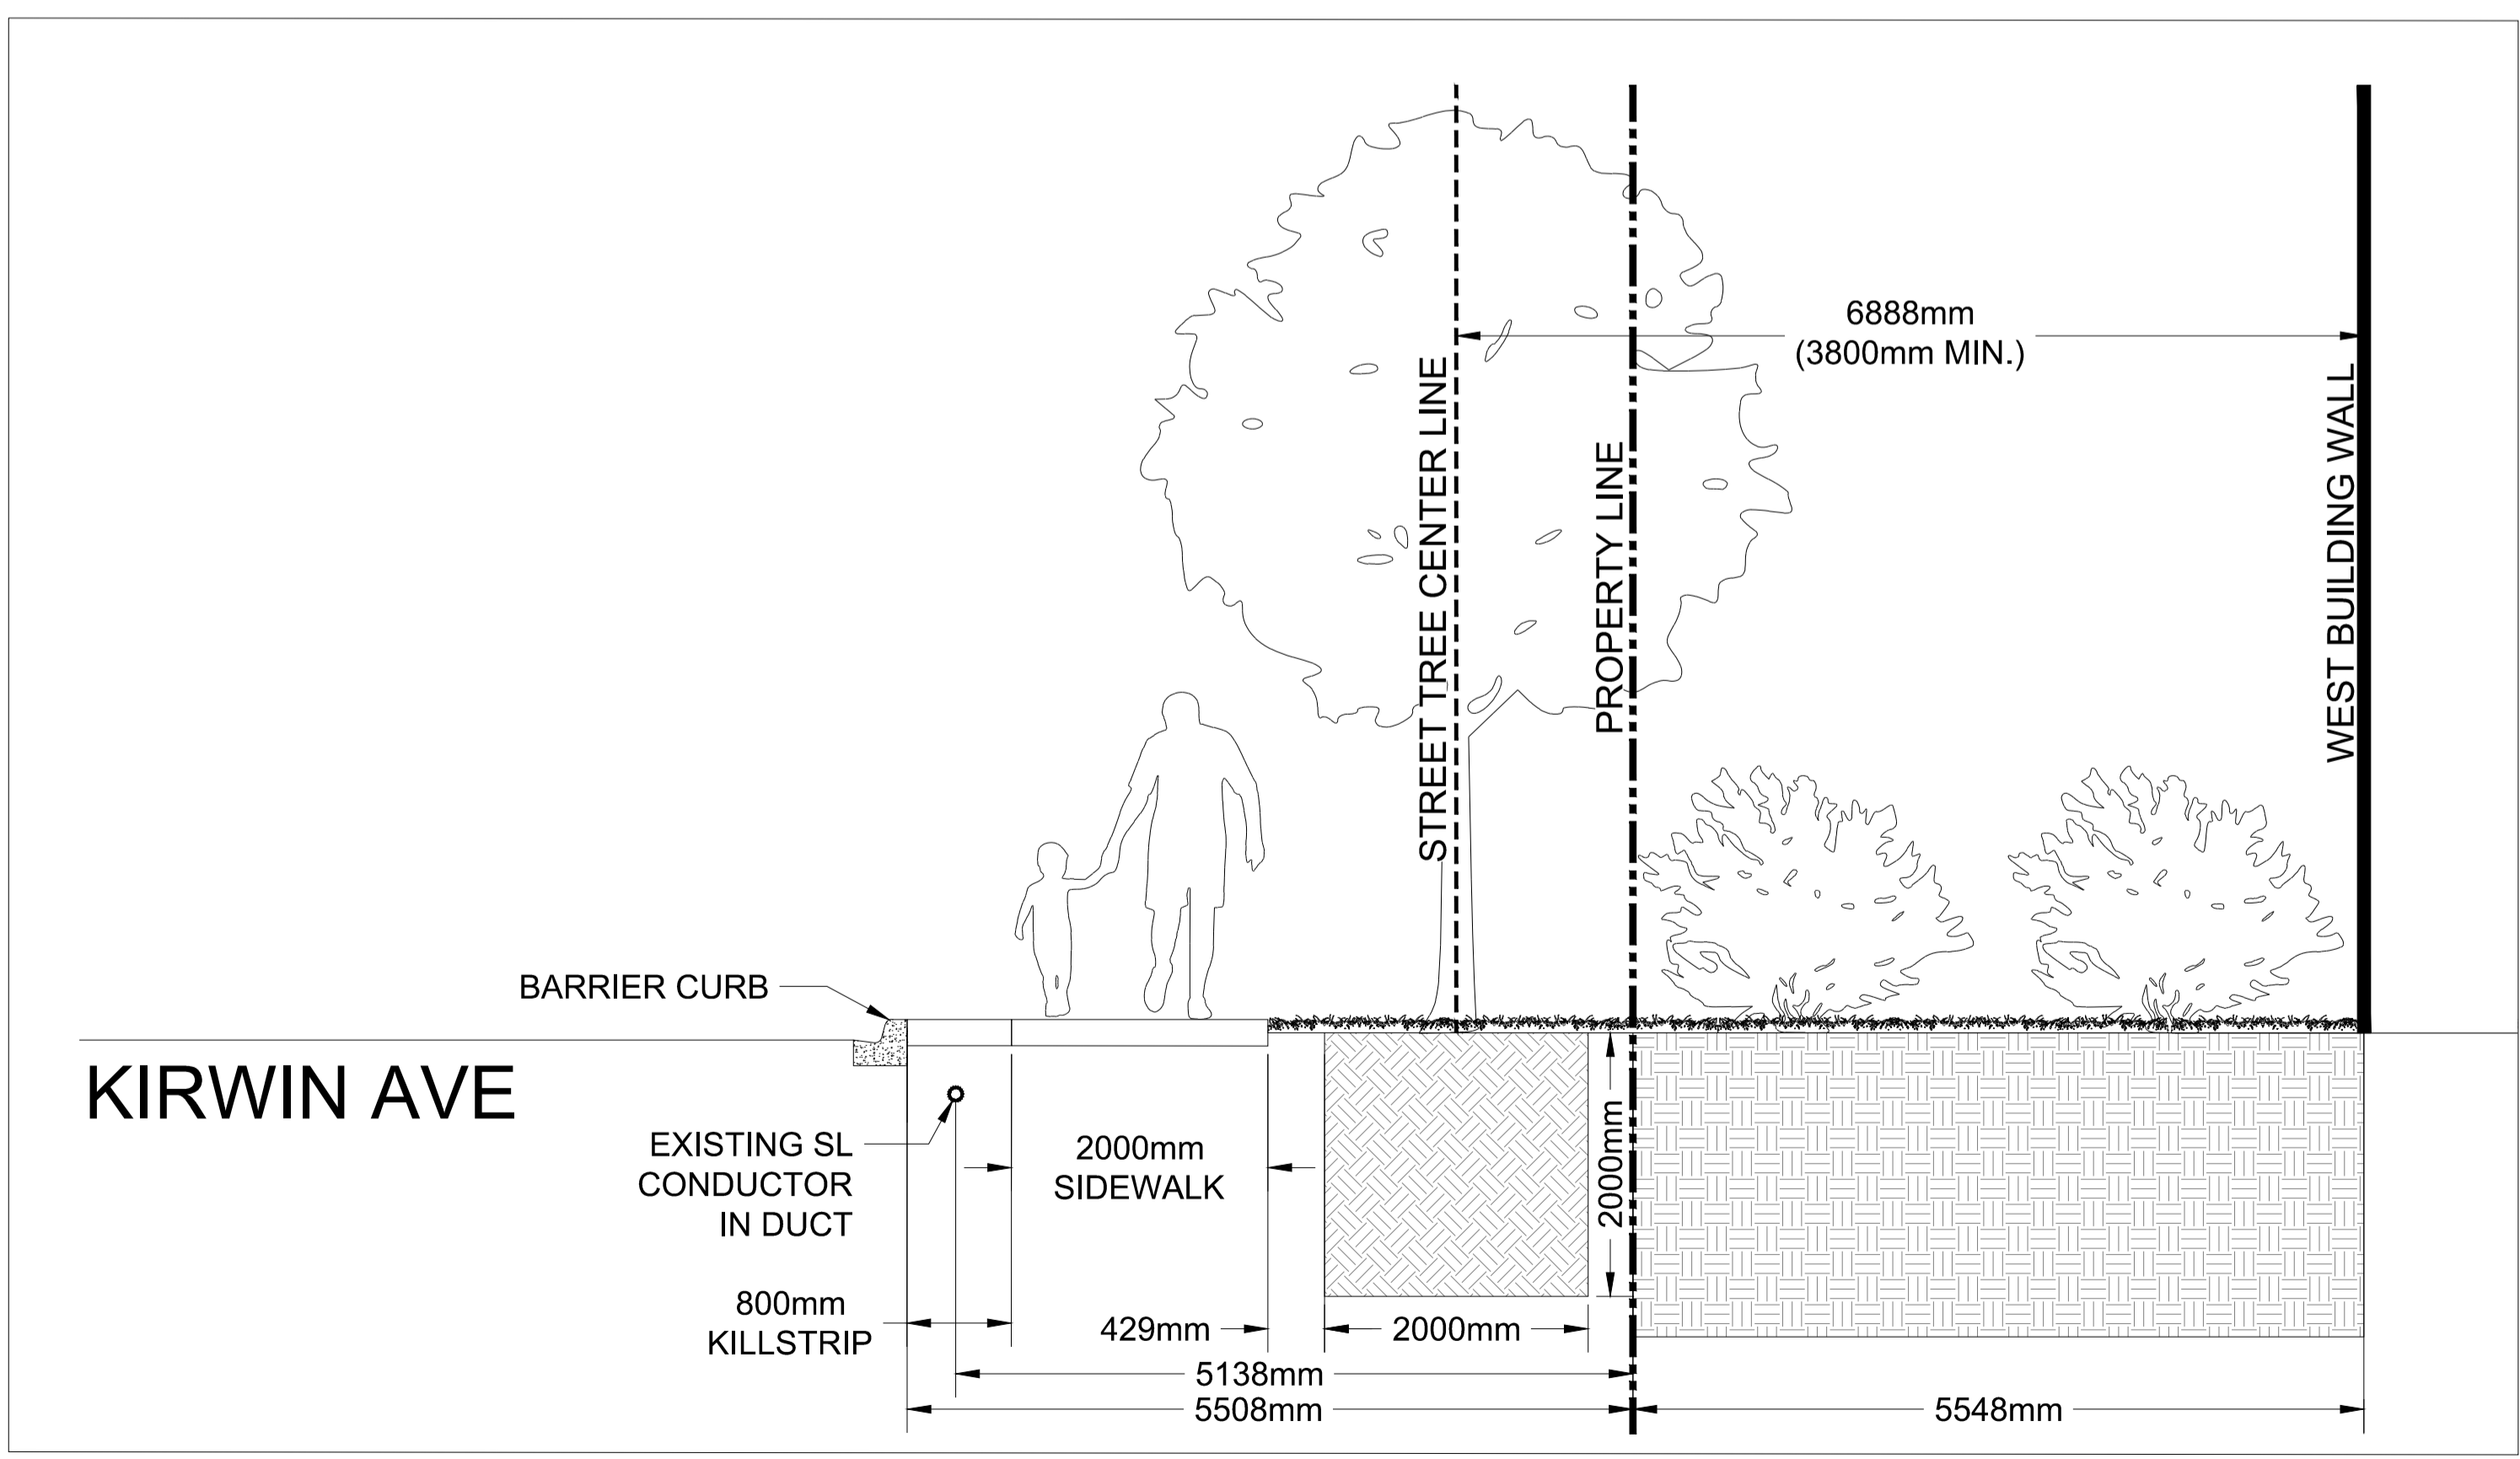 6888mm
(3800mm MIN.)
STREET TREE CENTER LINE
PROPERTY LINE
WEST BUILDING WALL
BARRIER CURB
KIRWIN AVE
EXISTING SL
CONDUCTOR
IN DUCT
2000mm
SIDEWALK
2000mm
800mm
KILLSTRIP
429mm
2000mm
5138mm
5508mm
5548mm